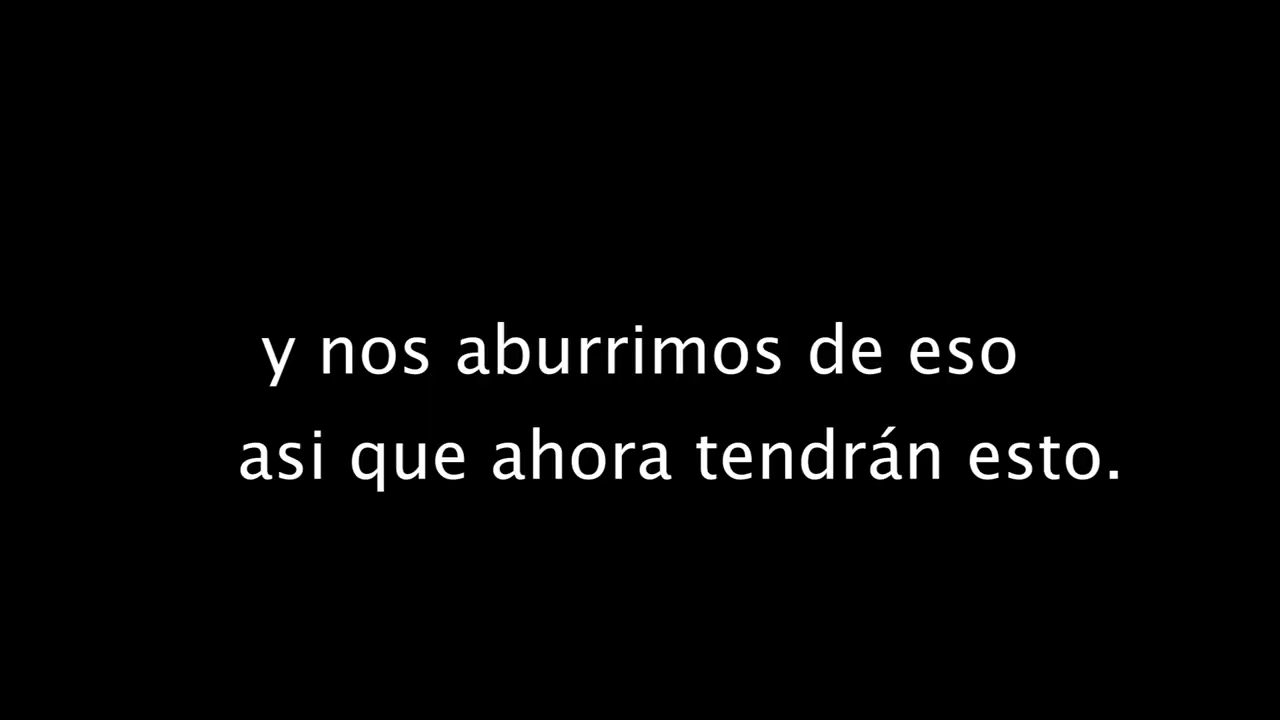 y nos aburrimos de eso
asi que ahora tendrán esto.